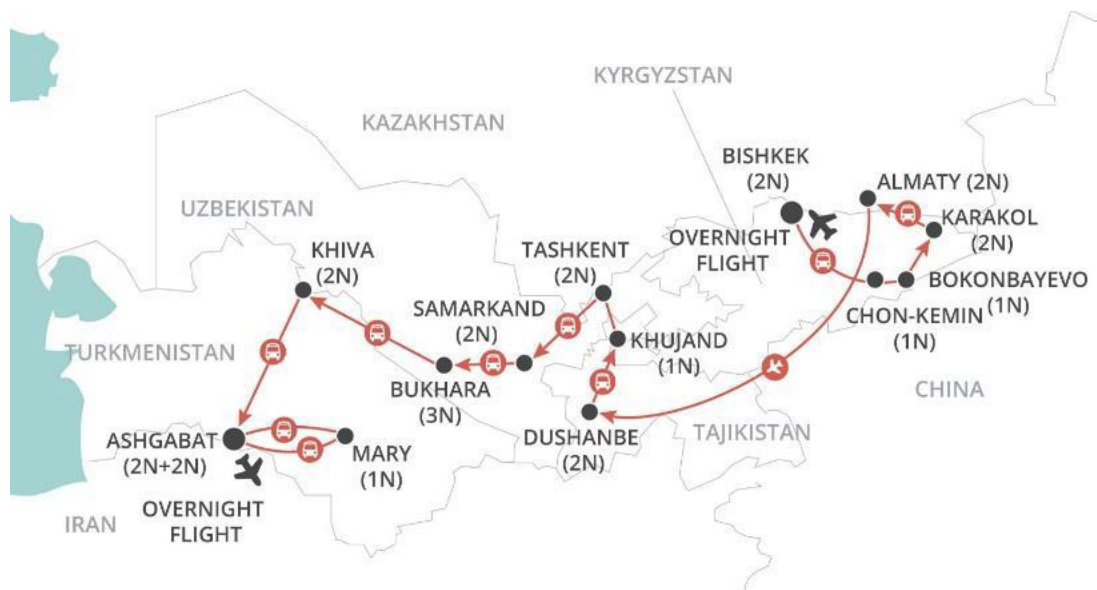 KYRGYZSTAN
KAZAKHSTAN
BISHKEK
(2N)
ALMATY (2N)
UZBEKISTAN
KARAKOL
(2N)
KHIVA
(2N)
TASHKENT
(2N)
OVERNIGHT
FLIGHT
BOKONBAYEVO
(1N)
SAMARKAND
(2N)
CHON-KEMIN
(1N)
KHUJAND
(1N)
TURKMENISTAN
BUKHARA
(3N)
CHINA
DUSHANBE
(2N)
TAJIKISTAN
ASHGABAT
(2N+2N)
MARY
(1N)
OVERNIGHT
FLIGHT
IRAN